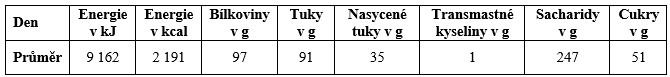 Den Energie v kJ Energie v kcal Bílkoviny v g Tuky v g Nasycené tuky v g Transmastné kyseliny v g Sacharidy v g Cukry v g
Průměr 9 162 2 191 97 91 35 1 247 51